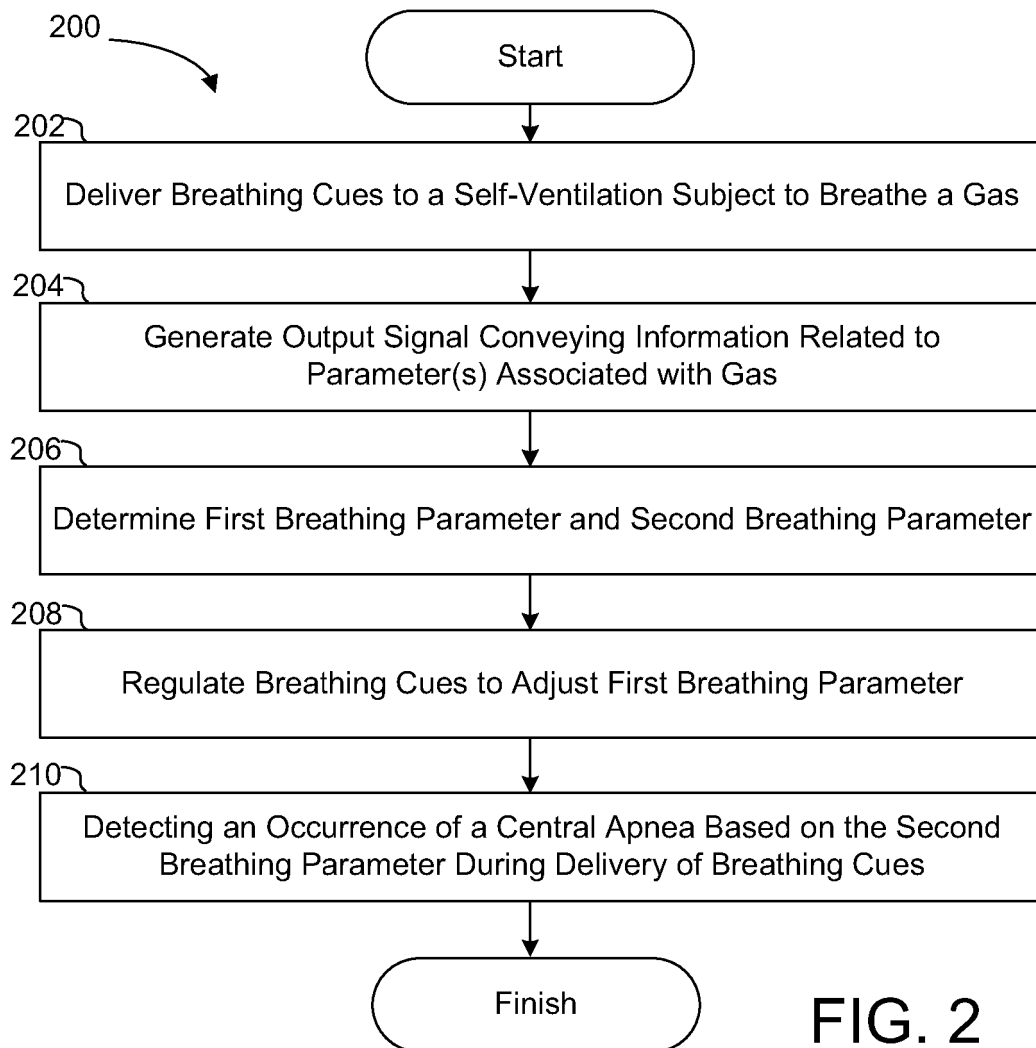 200
Start
202
Deliver Breathing Cues to a Self-Ventilation Subject to Breathe a Gas
204
Generate Output Signal Conveying Information Related to
Parameter(s) Associated with Gas
206
Determine First Breathing Parameter and Second Breathing Parameter
208
Regulate Breathing Cues to Adjust First Breathing Parameter
210
Detecting an Occurrence of a Central Apnea Based on the Second
Breathing Parameter During Delivery of Breathing Cues
Finish
FIG. 2